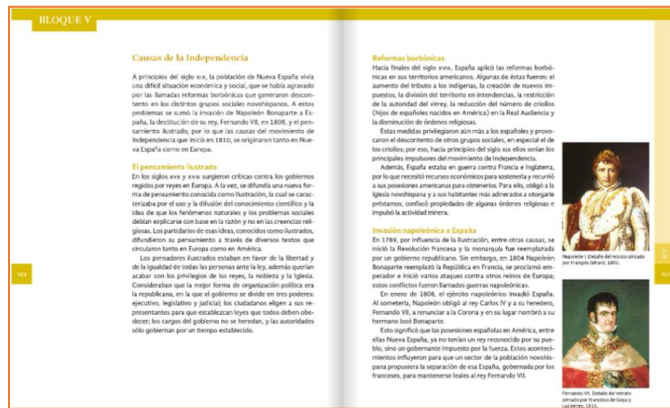 BLOQUE V
Causas de la Independencia
A principios del siglo XIX, la población de Nueva España vivía
una difícil situación económica y social, que se había agravado
por las llamadas reformas borbónicas que generaron descon-
tento en los distintos grupos sociales novohispanos. A estos
problemas se sumó la invasión de Napoleón Bonaparte a Es-
paña, la destitución de su rey, Fernando VII, en 1808, y el pen-
samiento ilustrado, por lo que las causas del movimiento de
Independencia que inició en 1810, se originaron tanto en Nue-
va España como en Europa.
El pensamiento ilustrado
En los siglos XVII y XVIII surgieron críticas contra los gobiernos
regidos por reyes en Europa. A la vez, se difundía una nueva for-
ma de pensamiento conocida como Ilustración, la cual se carac-
terizaba por el uso y la difusión del conocimiento científico y la
idea de que los fenómenos naturales y los problemas sociales
debían explicarse con base en la razón y no en las creencias reli-
giosas. Los partidarios de esas ideas, conocidos como ilustrados,
difundieron su pensamiento a través de diversos textos que
circularon tanto en Europa como en América.
Los pensadores ilustrados estaban en favor de la libertad y
de la igualdad de todas las personas ante la ley, además querían
acabar con los privilegios de los reyes, la nobleza y la Iglesia.
Consideraban que la mejor forma de organización política era
la republicana, en la que el gobierno se divide en tres poderes:
ejecutivo, legislativo y judicial; los ciudadanos eligen a sus re-
presentantes para que establezcan leyes que todos deben obe-
decer; los cargos del gobierno no se heredan, y las autoridades
sólo gobiernan por un tiempo establecido.
Reformas borbónicas
Hacia finales del siglo XVIII, España aplicó las reformas borbó-
nicas en sus territorios americanos. Algunas de éstas fueron: el
aumento del tributo a los indígenas, la creación de nuevos im-
puestos, la división del territorio en intendencias, la restricción
de la autoridad del virrey, la reducción del número de criollos
(hijos de españoles nacidos en América) en la Real Audiencia y
la disminución de órdenes religiosas.
Estas medidas privilegiaron aún más a los españoles y provo-
caron el descontento de otros grupos sociales, en especial el de
los criollos; por eso, hacia principios del siglo XIX ellos serían los
principales impulsores del movimiento de Independencia.
Además, España estaba en guerra contra Francia e Inglaterra,
por lo que necesitó recursos económicos para sostenerla y recurrió
a sus posesiones americanas para obtenerlos. Para ello, obligó a la
Iglesia novohispana y a sus habitantes más adinerados a otorgarle
préstamos, confiscó propiedades de algunas órdenes religiosas e
impulsó la actividad minera.
Invasión napoleónica a España
En 1789, por influencia de la Ilustración, entre otras causas, se
inició la Revolución francesa y la monarquía fue reemplazada
por un gobierno republicano. Sin embargo, en 1804 Napoleón
Bonaparte reemplazó la República en Francia, se proclamó em-
perador e inició varios ataques contra otros reinos de Europa;
estos conflictos fueron llamados guerras napoleónicas.
En enero de 1808, el ejército napoleónico invadió España.
Al someterla, Napoleón obligó al rey Carlos IV y a su heredero,
Fernando VII, a renunciar a la Corona y en su lugar nombró a su
hermano José Bonaparte.
Esto significó que las posesiones españolas en América, entre
ellas Nueva España, ya no tenían un rey reconocido por su pue-
blo, sino un gobernante impuesto por la fuerza. Estos aconteci-
mientos influyeron para que un sector de la población novohis-
pana propusiera la separación de esa España, gobernada por los
franceses, para mantenerse leales al rey Fernando VII.
Napoleón I. Detalle del retrato pintado
por François Gérard, 1805.
Fernando VII. Detalle del retrato
pintado por Francisco de Goya y
Lucientes, 1815.